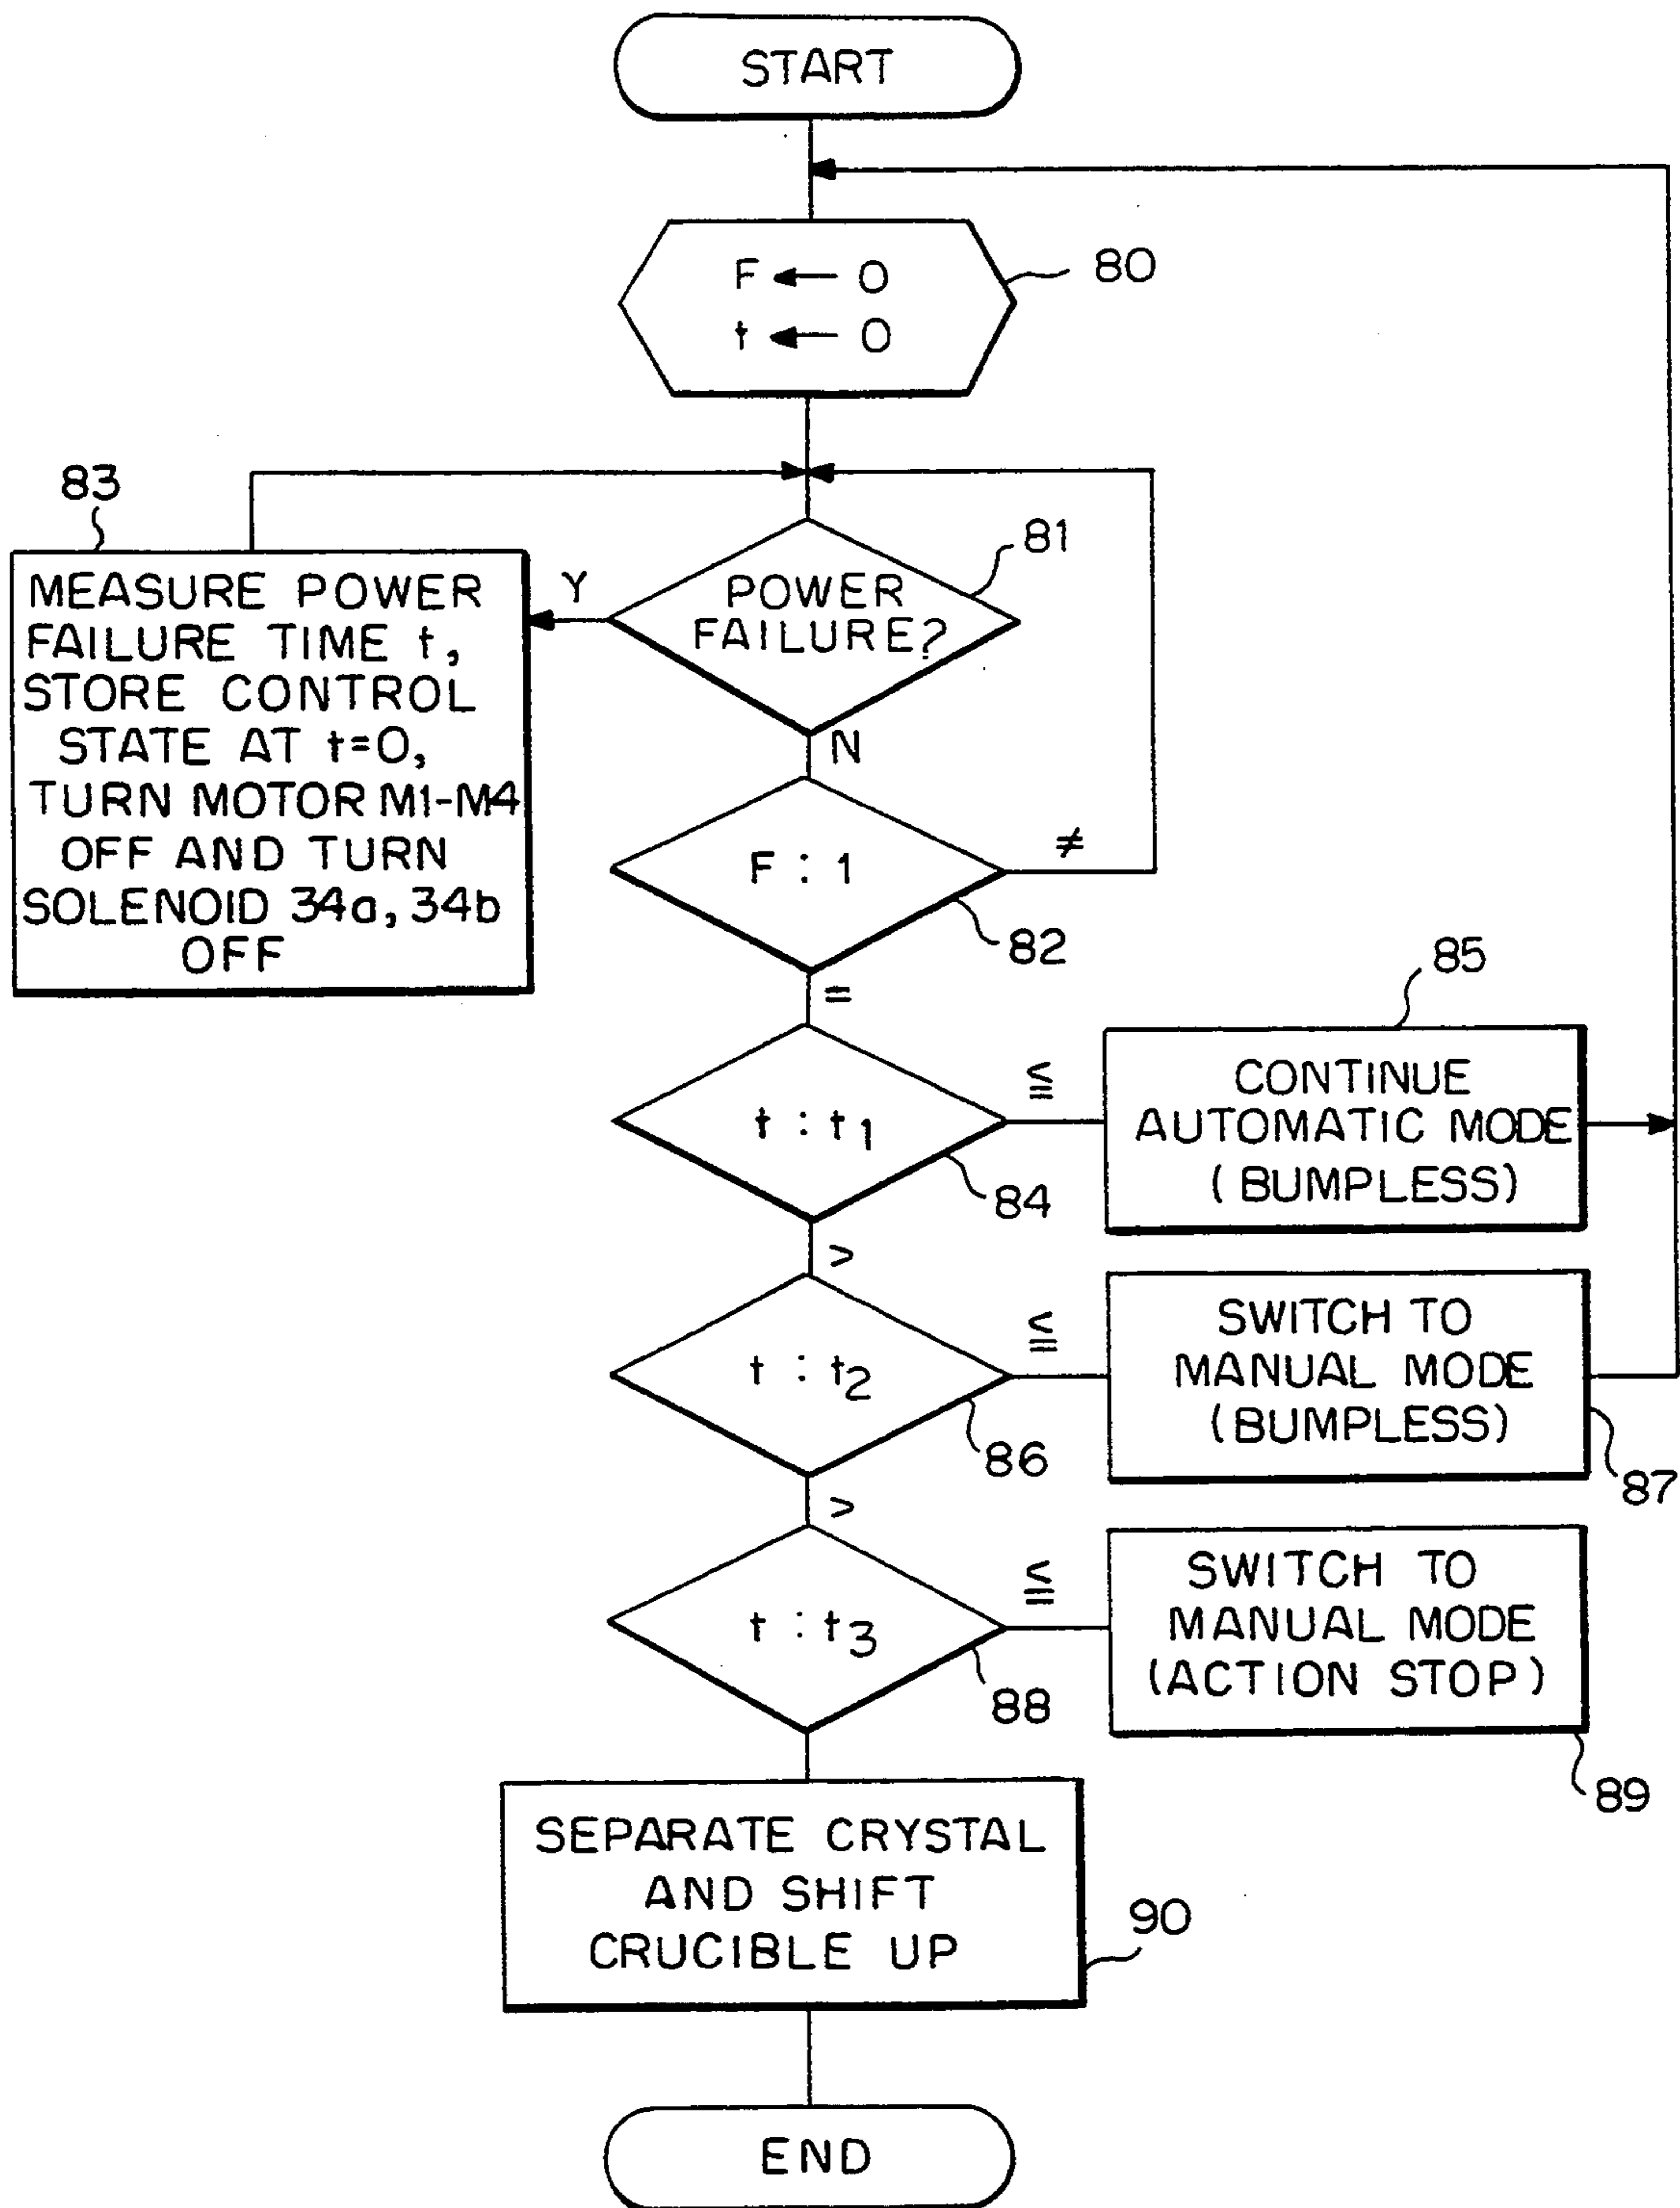 START
F ← 0
t ← 0
80
83
81
MEASURE POWER
FAILURE TIME t,
STORE CONTROL
STATE AT t=0,
TURN MOTOR M1-M4
OFF AND TURN
SOLENOID 34a, 34b
OFF
Y
POWER
FAILURE?
N
F : 1
≠
82
=
85
t : t1
≦
84
CONTINUE
AUTOMATIC MODE
(BUMPLESS)
>
t : t2
≦
86
SWITCH TO
MANUAL MODE
(BUMPLESS)
87
>
t : t3
≦
88
SWITCH TO
MANUAL MODE
(ACTION STOP)
89
SEPARATE CRYSTAL
AND SHIFT
CRUCIBLE UP
90
END